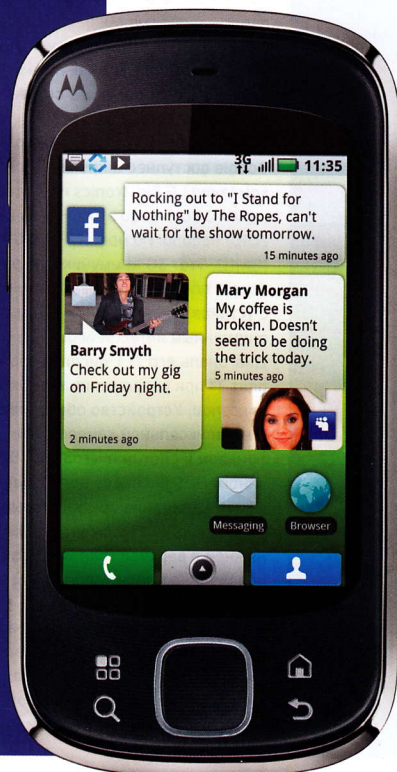 3G 11:35
Rocking out to "I Stand for
Nothing" by The Ropes, can't
wait for the show tomorrow.
15 minutes ago
Barry Smyth
Check out my gig
on Friday night.
2 minutes ago
Mary Morgan
My coffee is
broken. Doesn't
seem to be doing
the trick today.
5 minutes ago
Messaging
Browser